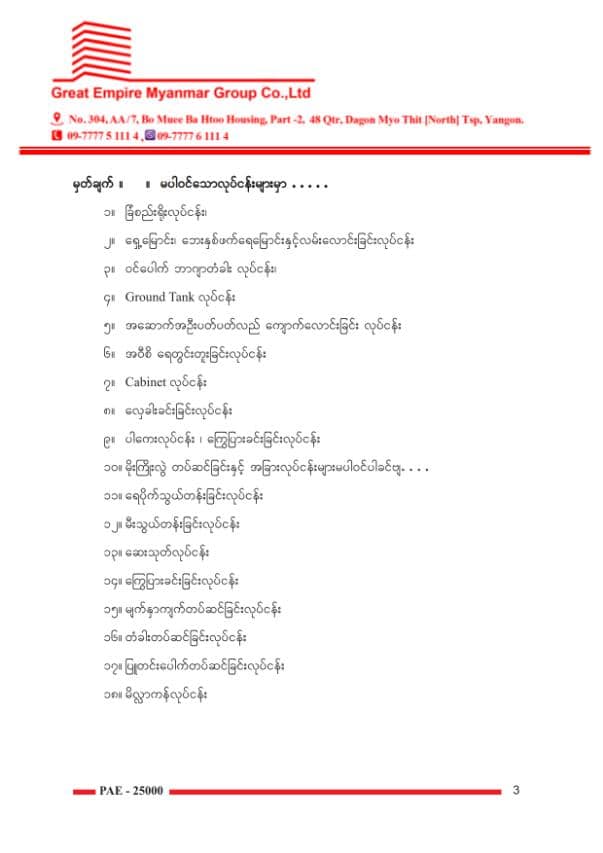 Great Empire Myanmar Group Co.,Ltd
No. 304, AA/7, Bo Muee Ba Htoo Housing, Part -2, 48 Qtr, Dagon Myo Thit [North] Tsp, Yangon.
09-7777 5 111 4 , 09-7777 6 111 4
မှတ်ချက် ။ ။ မပါဝင်သောလုပ်ငန်းများမှာ . . . . .
၁။ ခြံစည်းရိုးလုပ်ငန်း၊
၂။ ရှေ့မြောင်း၊ ဘေးနှစ်ဖက်ရေမြောင်းနှင့်လမ်းလောင်းခြင်းလုပ်ငန်း
၃။ ဝင်ပေါက် ဘာဂျာတံခါး လုပ်ငန်း၊
၄။ Ground Tank လုပ်ငန်း
၅။ အဆောက်အဦးပတ်ပတ်လည် ကျောက်လောင်းခြင်း လုပ်ငန်း
၆။ အဝီစိ ရေတွင်းတူးခြင်းလုပ်ငန်း
၇။ Cabinet လုပ်ငန်း
၈။ လှေခါးခင်းခြင်းလုပ်ငန်း
၉။ ပါကေးလုပ်ငန်း ၊ ကြွေပြားခင်းခြင်းလုပ်ငန်း
၁၀။ မိုးကြိုးလွှဲ တပ်ဆင်ခြင်းနှင့် အခြားလုပ်ငန်းများမပါဝင်ပါခင်ဗျ. . . .
၁၁။ ရေပိုက်သွယ်တန်းခြင်းလုပ်ငန်း
၁၂။ မီးသွယ်တန်းခြင်းလုပ်ငန်း
၁၃။ ဆေးသုတ်လုပ်ငန်း
၁၄။ ကြွေပြားခင်းခြင်းလုပ်ငန်း
၁၅။ မျက်နှာကျက်တပ်ဆင်ခြင်းလုပ်ငန်း
၁၆။ တံခါးတပ်ဆင်ခြင်းလုပ်ငန်း
၁၇။ ပြူတင်းပေါက်တပ်ဆင်ခြင်းလုပ်ငန်း
၁၈။ မိလ္လာကန်လုပ်ငန်း
PAE - 25000 3